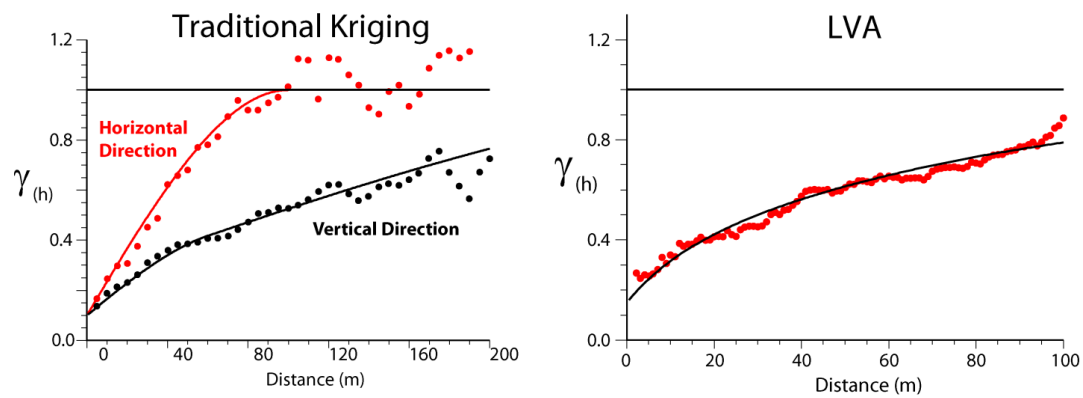 Traditional Kriging
1.2
0.8
0.4
0.0
γ(h)
Horizontal
Direction
Vertical Direction
0 40 80 120 160 200
Distance (m)
LVA
1.2
0.8
0.4
0.0
γ(h)
0 20 40 60 80 100
Distance (m)